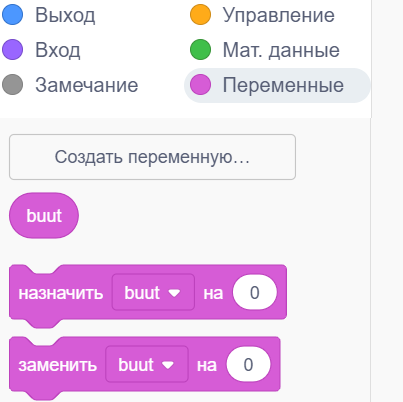 Выход Управление
Вход Мат. данные
Замечание Переменные
Создать переменную...
buut
назначить buut на 0
заменить buut на 0